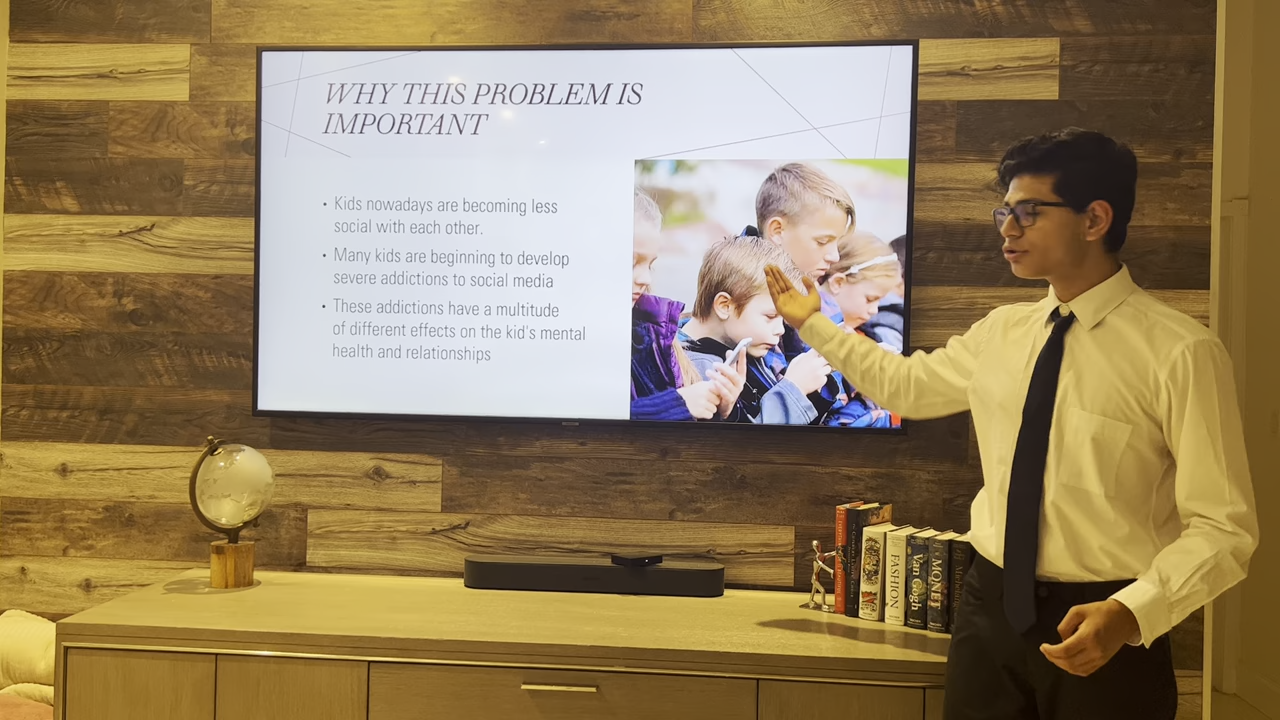 WHY THIS PROBLEM IS
IMPORTANT
• Kids nowadays are becoming less
social with each other.
• Many kids are beginning to develop
severe addictions to social media
• These addictions have a multitude
of different effects on the kid's mental
health and relationships
FASHION
Van Gogh
MONET